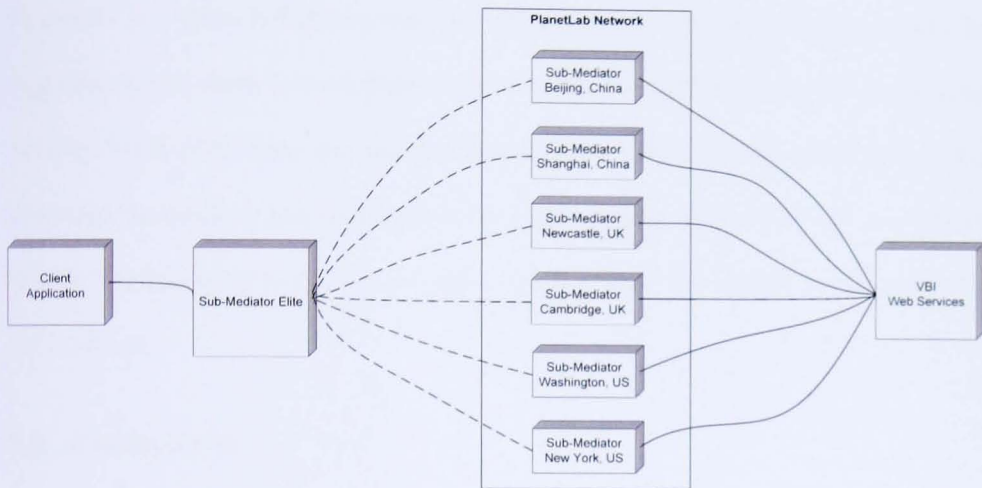 PlanetLab Network
Sub-Mediator
Beijing, China
Sub-Mediator
Shanghai, China
Sub-Mediator
Newcastle, UK
Client
Application
Sub-Mediator Elite
Sub-Mediator
Cambridge, UK
VBI
Web Services
Sub-Mediator
Washington, US
Sub-Mediator
New York, US